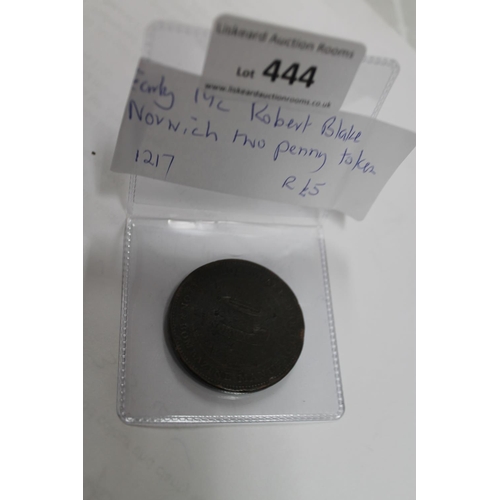 Liskeard Auction Rooms
Lot 444
www.liskeardauctionrooms.co.uk
Early 19c Robert Blake
Norwich two penny token
1217
R £5